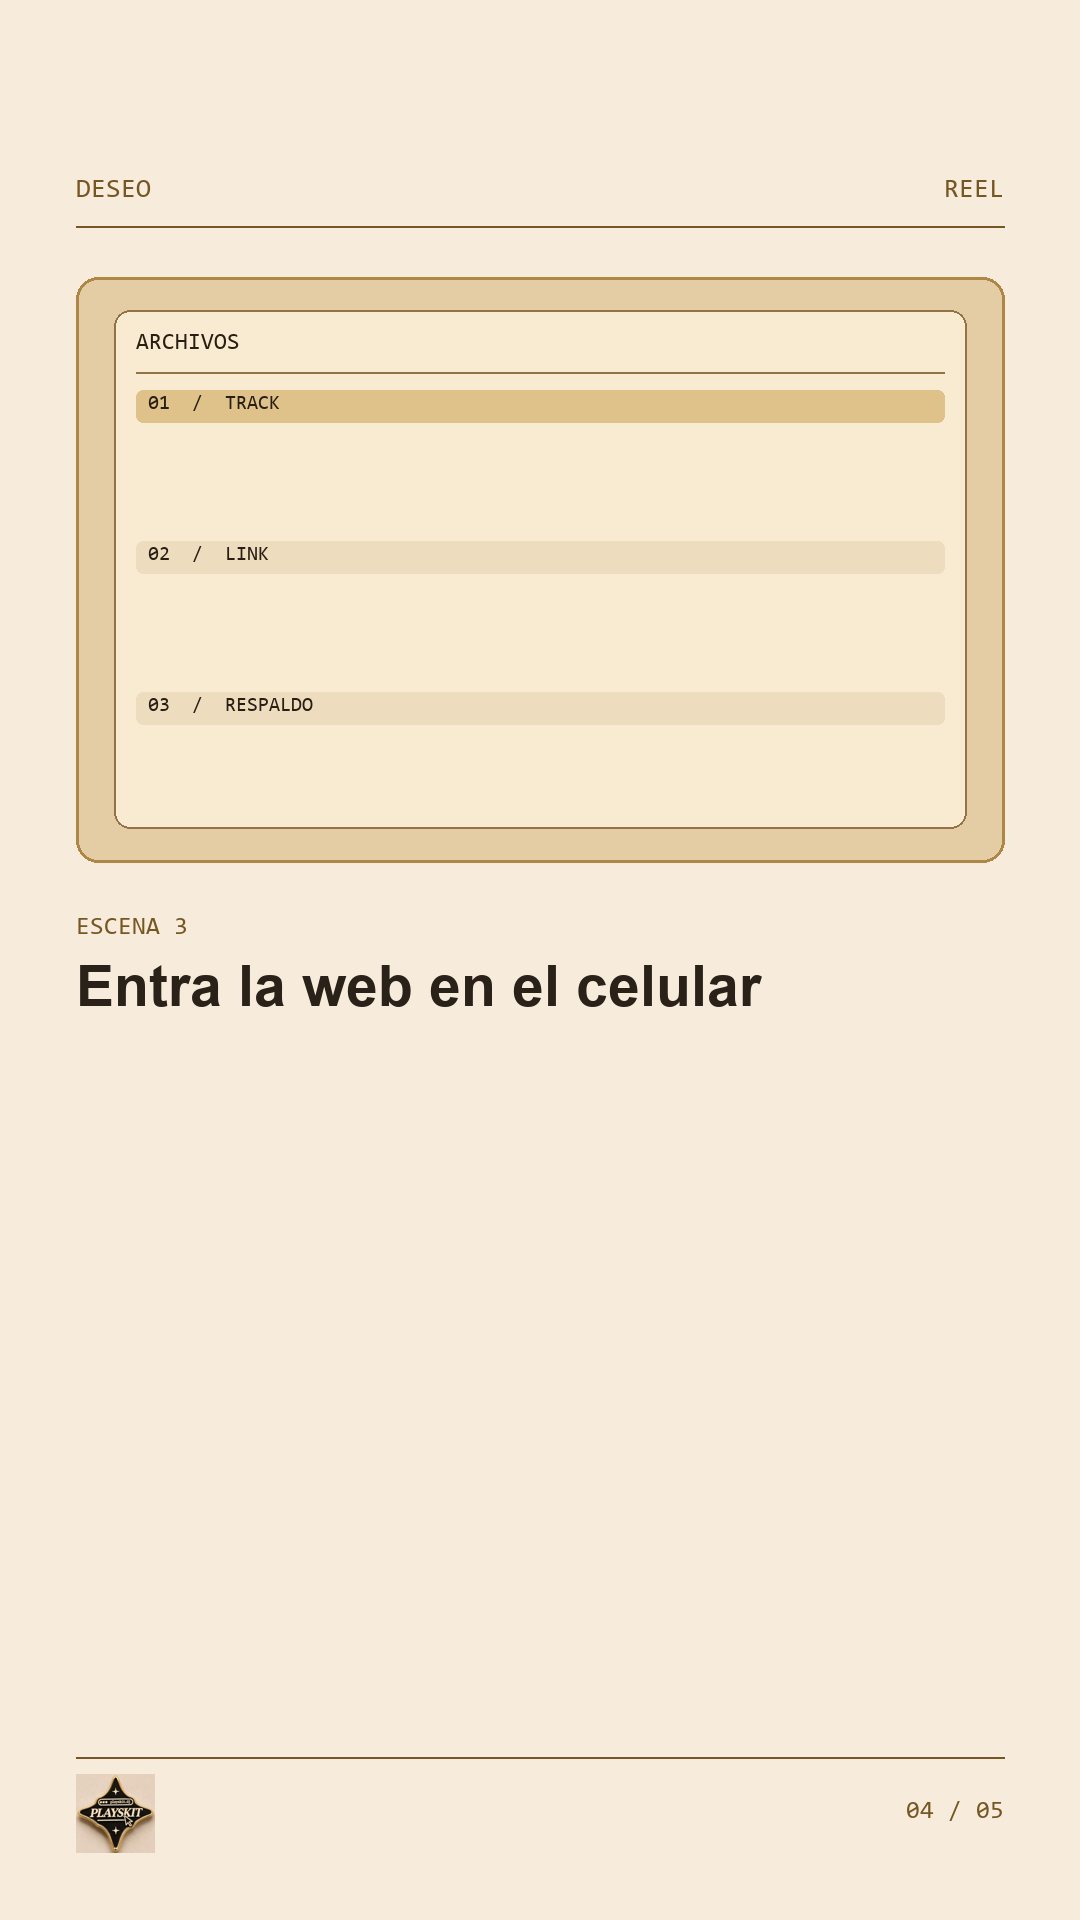 DESEO
REEL
ARCHIVOS
01 / TRACK
02 / LINK
03 / RESPALDO
ESCENA 3
Entra la web en el celular
PLAYSKIT
04 / 05